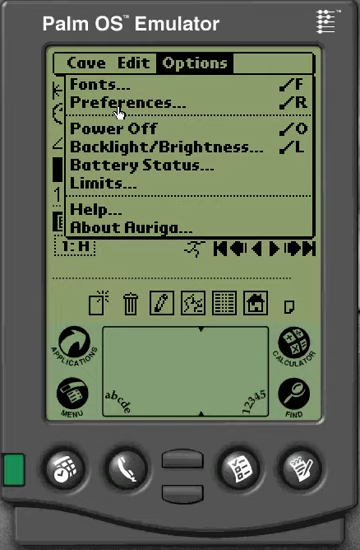 Palm OS™ Emulator
Cave Edit Options
Fonts... ⁄F
Preferences... ⁄R
Power Off ⁄O
Backlight/Brightness... ⁄L
Battery Status...
Limits...
Help...
About Auriga...
1
1: H
APPLICATIONS
CALCULATOR
MENU
abcde
12345
FIND